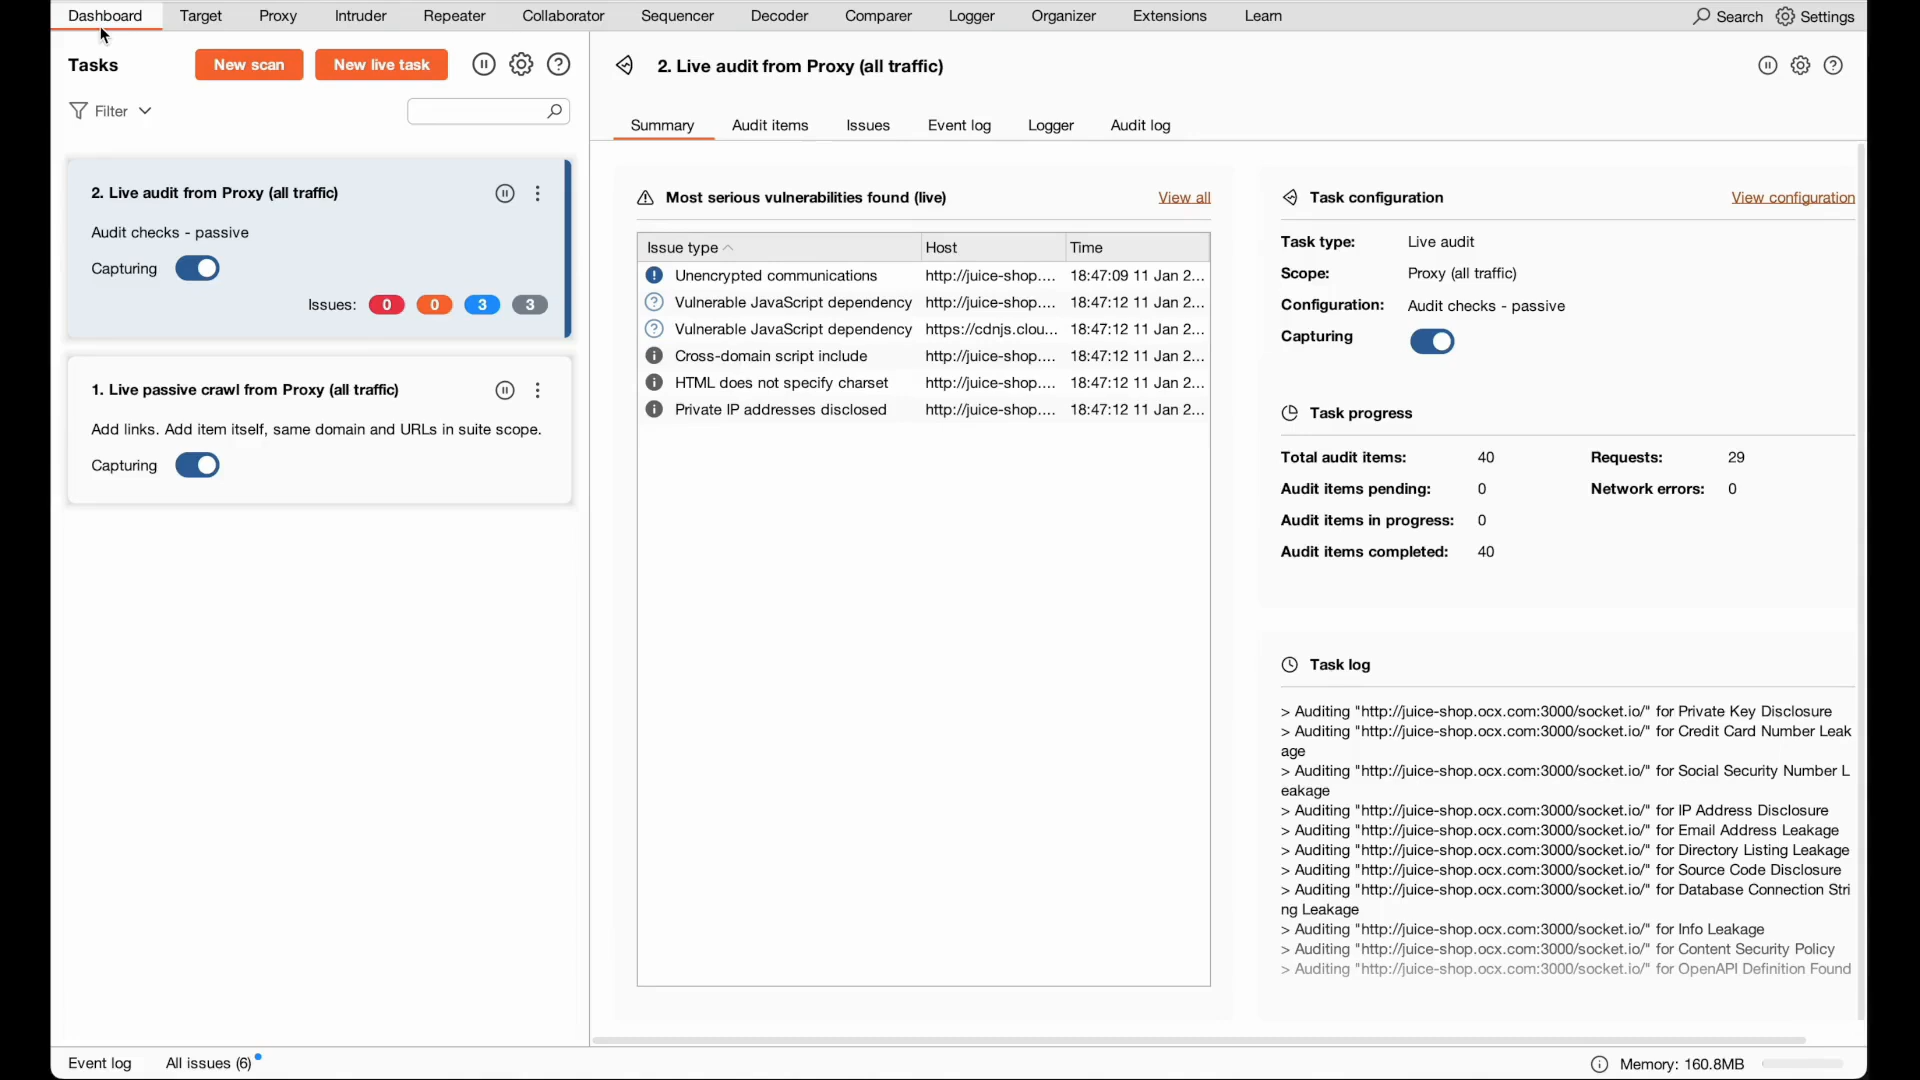 Dashboard Target Proxy Intruder Repeater Collaborator Sequencer Decoder Comparer Logger Organizer Extensions Learn Search Settings
Tasks New scan New live task
Filter
2. Live audit from Proxy (all traffic)
Audit checks - passive
Capturing
Issues: 0 0 3 3
1. Live passive crawl from Proxy (all traffic)
Add links. Add item itself, same domain and URLs in suite scope.
Capturing
2. Live audit from Proxy (all traffic)
Summary Audit items Issues Event log Logger Audit log
Most serious vulnerabilities found (live) View all
Issue type Host Time
Unencrypted communications http://juice-shop.... 18:47:09 11 Jan 2...
Vulnerable JavaScript dependency http://juice-shop.... 18:47:12 11 Jan 2...
Vulnerable JavaScript dependency https://cdnjs.clou... 18:47:12 11 Jan 2...
Cross-domain script include http://juice-shop.... 18:47:12 11 Jan 2...
HTML does not specify charset http://juice-shop.... 18:47:12 11 Jan 2...
Private IP addresses disclosed http://juice-shop.... 18:47:12 11 Jan 2...
Task configuration View configuration
Task type: Live audit
Scope: Proxy (all traffic)
Configuration: Audit checks - passive
Capturing
Task progress
Total audit items: 40 Requests: 29
Audit items pending: 0 Network errors: 0
Audit items in progress: 0
Audit items completed: 40
Task log
> Auditing "http://juice-shop.ocx.com:3000/socket.io/" for Private Key Disclosure
> Auditing "http://juice-shop.ocx.com:3000/socket.io/" for Credit Card Number Leak
age
> Auditing "http://juice-shop.ocx.com:3000/socket.io/" for Social Security Number L
eakage
> Auditing "http://juice-shop.ocx.com:3000/socket.io/" for IP Address Disclosure
> Auditing "http://juice-shop.ocx.com:3000/socket.io/" for Email Address Leakage
> Auditing "http://juice-shop.ocx.com:3000/socket.io/" for Directory Listing Leakage
> Auditing "http://juice-shop.ocx.com:3000/socket.io/" for Source Code Disclosure
> Auditing "http://juice-shop.ocx.com:3000/socket.io/" for Database Connection Stri
ng Leakage
> Auditing "http://juice-shop.ocx.com:3000/socket.io/" for Info Leakage
> Auditing "http://juice-shop.ocx.com:3000/socket.io/" for Content Security Policy
> Auditing "http://juice-shop.ocx.com:3000/socket.io/" for OpenAPI Definition Found
Event log All issues (6) Memory: 160.8MB